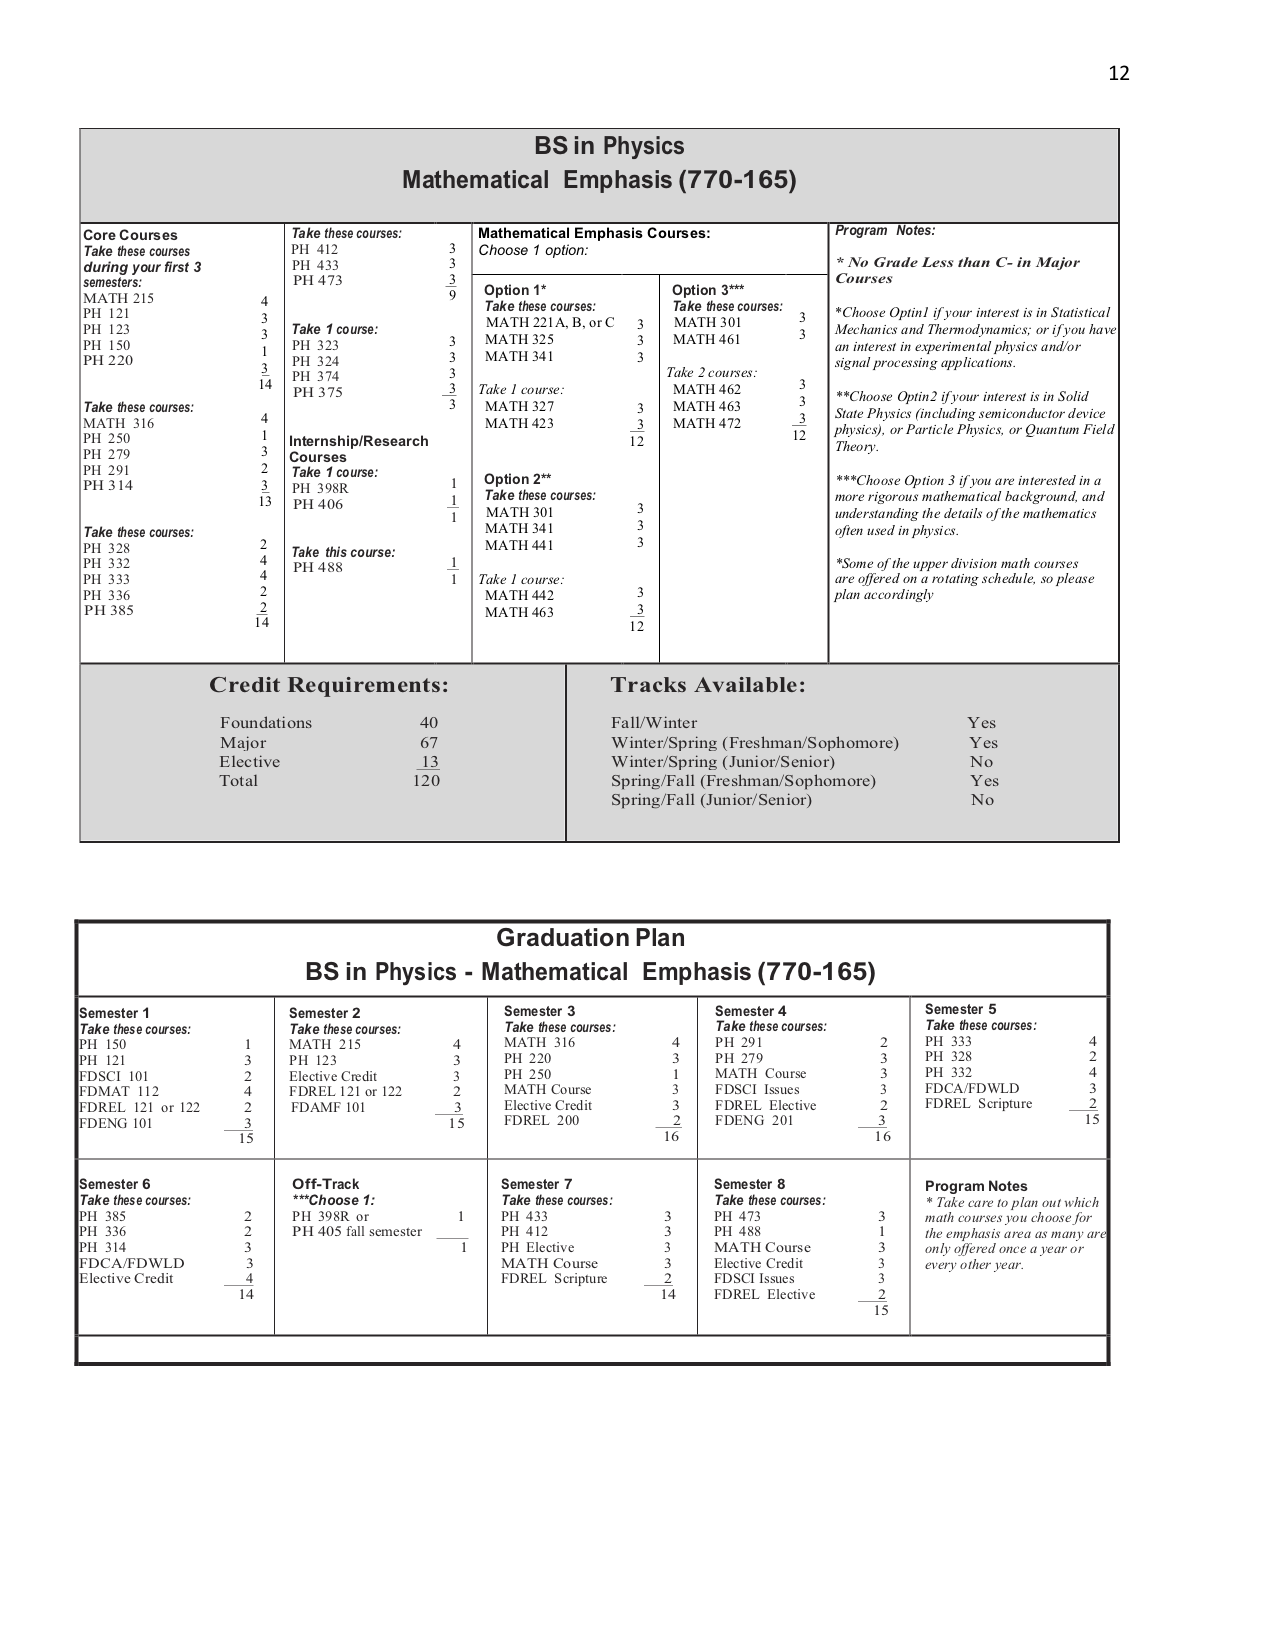 12
BS in Physics
Mathematical Emphasis (770-165)
Core Courses
Take these courses
during your first 3
semesters:
MATH 215 4
PH 121 3
PH 123 3
PH 150 1
PH 220 3
14
Take these courses:
MATH 316 4
PH 250 1
PH 279 3
PH 291 2
PH 314 3
13
Take these courses:
PH 328 2
PH 332 4
PH 333 4
PH 336 2
PH 385 2
14
Take these courses:
PH 412 3
PH 433 3
PH 473 3
9
Take 1 course:
PH 323 3
PH 324 3
PH 374 3
PH 375 3
3
Internship/Research
Courses
Take 1 course:
PH 398R 1
PH 406 1
1
Take this course:
PH 488 1
1
Mathematical Emphasis Courses:
Choose 1 option:
Option 1*
Take these courses:
MATH 221A, B, or C 3
MATH 325 3
MATH 341 3
Take 1 course:
MATH 327 3
MATH 423 3
12
Option 2**
Take these courses:
MATH 301 3
MATH 341 3
MATH 441 3
Take 1 course:
MATH 442 3
MATH 463 3
12
Option 3***
Take these courses:
MATH 301 3
MATH 461 3
Take 2 courses:
MATH 462 3
MATH 463 3
MATH 472 3
12
Program Notes:
* No Grade Less than C- in Major
Courses
*Choose Optin1 if your interest is in Statistical
Mechanics and Thermodynamics; or if you have
an interest in experimental physics and/or
signal processing applications.
**Choose Optin2 if your interest is in Solid
State Physics (including semiconductor device
physics), or Particle Physics, or Quantum Field
Theory.
***Choose Option 3 if you are interested in a
more rigorous mathematical background, and
understanding the details of the mathematics
often used in physics.
*Some of the upper division math courses
are offered on a rotating schedule, so please
plan accordingly
Credit Requirements:
Foundations 40
Major 67
Elective 13
Total 120
Tracks Available:
Fall/Winter Yes
Winter/Spring (Freshman/Sophomore) Yes
Winter/Spring (Junior/Senior) No
Spring/Fall (Freshman/Sophomore) Yes
Spring/Fall (Junior/Senior) No
Graduation Plan
BS in Physics - Mathematical Emphasis (770-165)
Semester 1
Take these courses:
PH 150 1
PH 121 3
FDSCI 101 2
FDMAT 112 4
FDREL 121 or 122 2
FDENG 101 3
15
Semester 2
Take these courses:
MATH 215 4
PH 123 3
Elective Credit 3
FDREL 121 or 122 2
FDAMF 101 3
15
Semester 3
Take these courses:
MATH 316 4
PH 220 3
PH 250 1
MATH Course 3
Elective Credit 3
FDREL 200 2
16
Semester 4
Take these courses:
PH 291 2
PH 279 3
MATH Course 3
FDSCI Issues 3
FDREL Elective 2
FDENG 201 3
16
Semester 5
Take these courses:
PH 333 4
PH 328 2
PH 332 4
FDCA/FDWLD 3
FDREL Scripture 2
15
Semester 6
Take these courses:
PH 385 2
PH 336 2
PH 314 3
FDCA/FDWLD 3
Elective Credit 4
14
Off-Track
***Choose 1:
PH 398R or 1
PH 405 fall semester
1
Semester 7
Take these courses:
PH 433 3
PH 412 3
PH Elective 3
MATH Course 3
FDREL Scripture 2
14
Semester 8
Take these courses:
PH 473 3
PH 488 1
MATH Course 3
Elective Credit 3
FDSCI Issues 3
FDREL Elective 2
15
Program Notes
* Take care to plan out which
math courses you choose for
the emphasis area as many are
only offered once a year or
every other year.